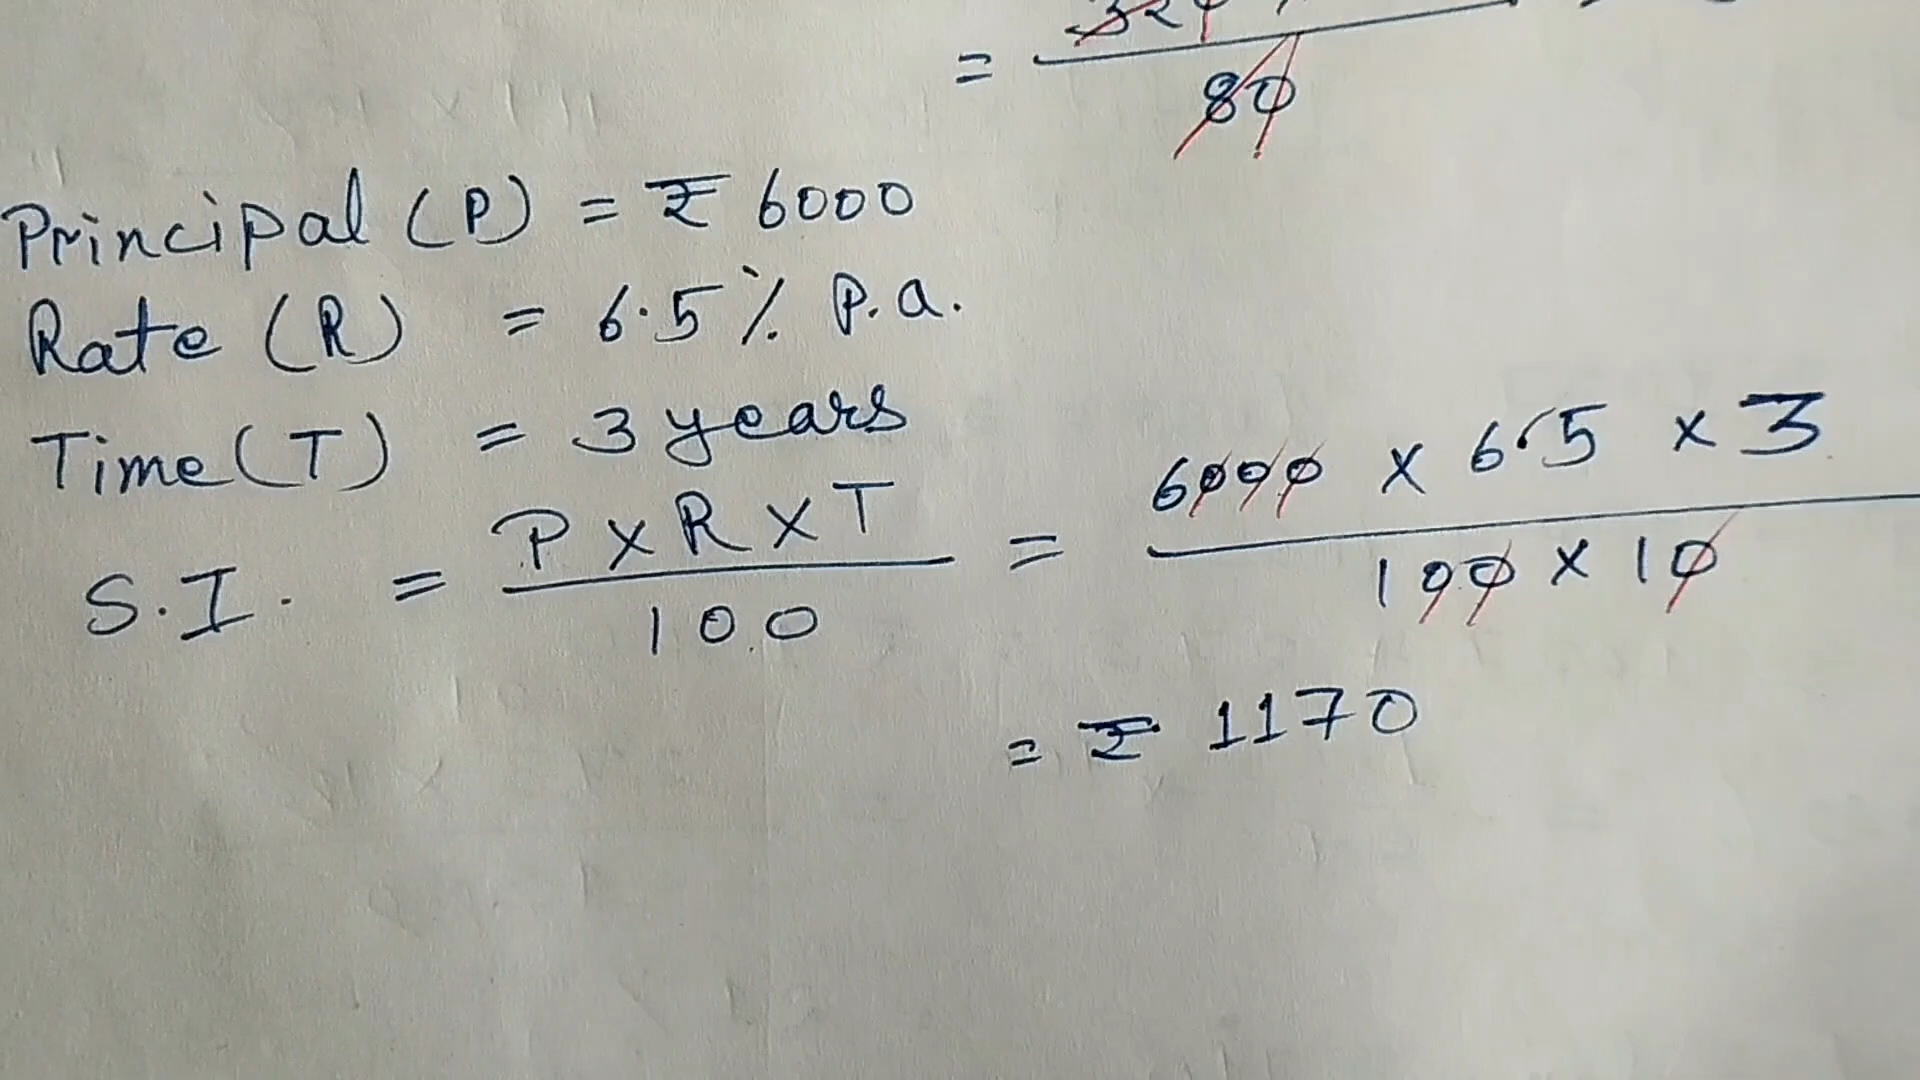 =
80
Principal (P) = ₹ 6000
Rate (R) = 6.5% P.a.
Time (T) = 3 years
S.I. = P x R x T / 100 = 6000 x 6.5 x 3 / 100 x 10
= ₹ 1170